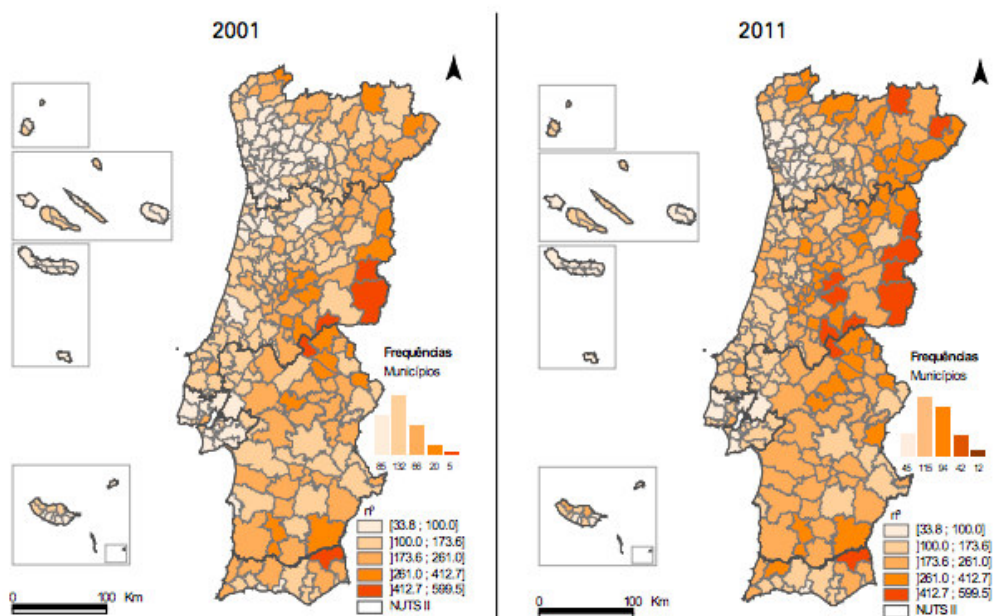 2001
2011
Frequências
Municípios
85 132 66 20 5
nº
[33.8 ; 100.0]
]100.0 ; 173.6]
]173.6 ; 261.0]
]261.0 ; 412.7]
]412.7 ; 599.5]
NUTS II
0 100 Km
Frequências
Municípios
45 115 94 42 12
nº
[33.8 ; 100.0]
]100.0 ; 173.6]
]173.6 ; 261.0]
]261.0 ; 412.7]
]412.7 ; 599.5]
NUTS II
0 100 Km